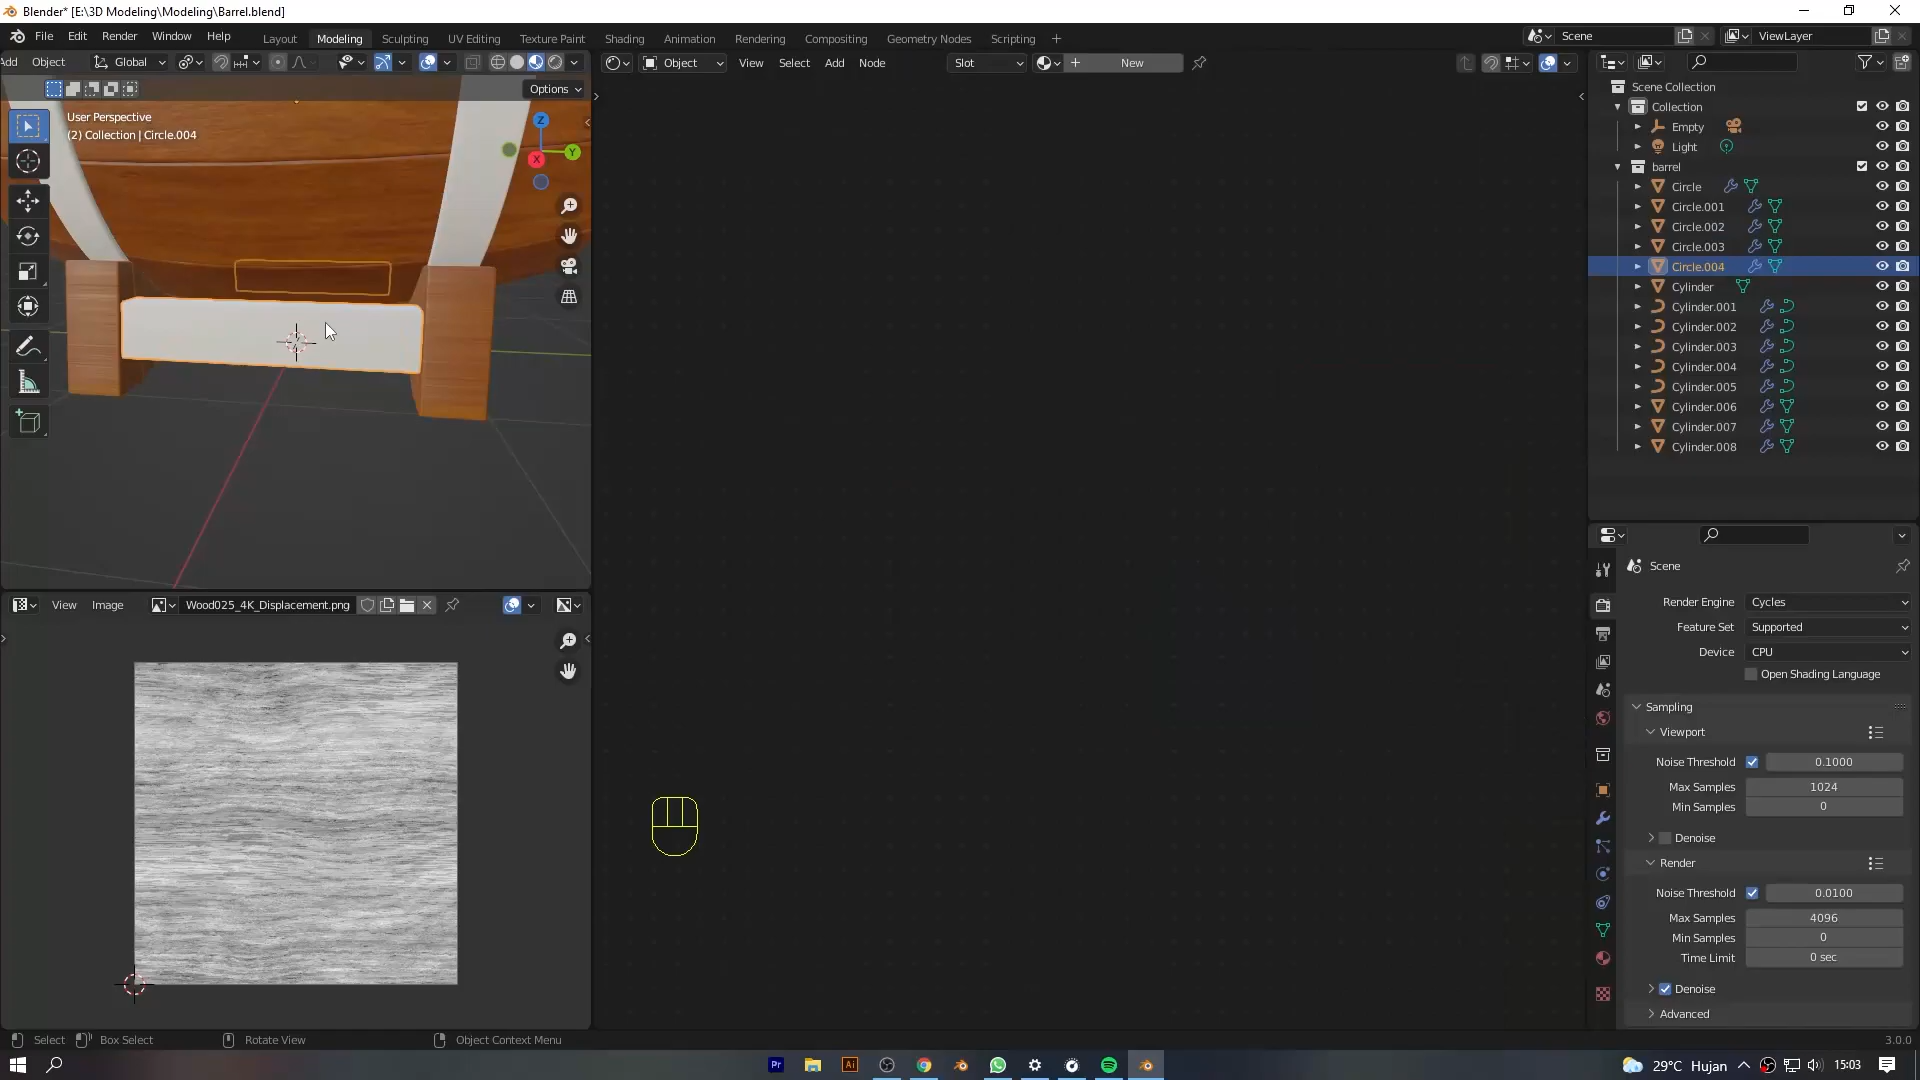 Blender* [E:\3D Modeling\Modeling\Barrel.blend]
File Edit Render Window Help Layout Modeling Sculpting UV Editing Texture Paint Shading Animation Rendering Compositing Geometry Nodes Scripting + Scene ViewLayer
Add Object Global
Object View Select Add Node Slot New
Options
User Perspective
(2) Collection | Circle.004
Z
Y
X
View Image Wood025_4K_Displacement.png
Scene Collection
Collection
Empty
Light
barrel
Circle
Circle.001
Circle.002
Circle.003
Circle.004
Cylinder
Cylinder.001
Cylinder.002
Cylinder.003
Cylinder.004
Cylinder.005
Cylinder.006
Cylinder.007
Cylinder.008
Scene
Render Engine Cycles
Feature Set Supported
Device CPU
Open Shading Language
Sampling
Viewport
Noise Threshold 0.1000
Max Samples 1024
Min Samples 0
Denoise
Render
Noise Threshold 0.0100
Max Samples 4096
Min Samples 0
Time Limit 0 sec
Denoise
Advanced
Select Box Select Rotate View Object Context Menu 3.0.0
Pr Ai 29°C Hujan 15:03